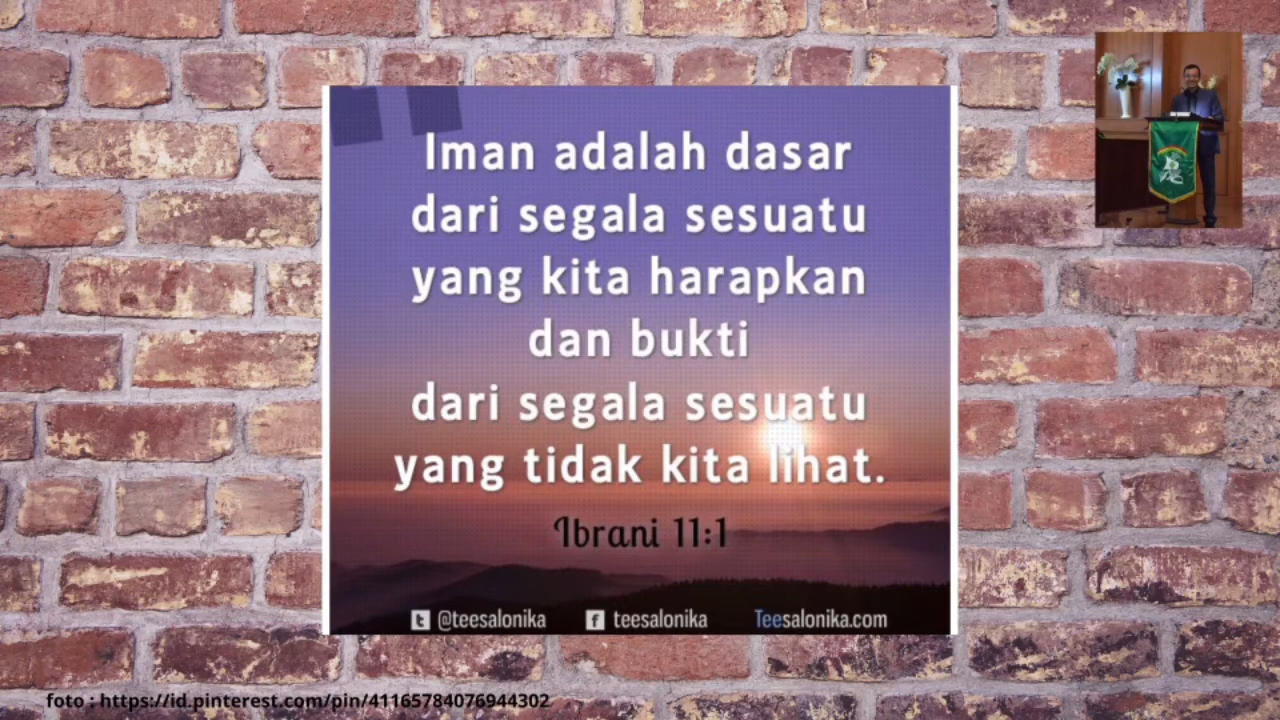 Iman adalah dasar
dari segala sesuatu
yang kita harapkan
dan bukti
dari segala sesuatu
yang tidak kita lihat.
Ibrani 11:1
@teesalonika teesalonika Teesalonika.com
foto : https://id.pinterest.com/pin/41165784076944302